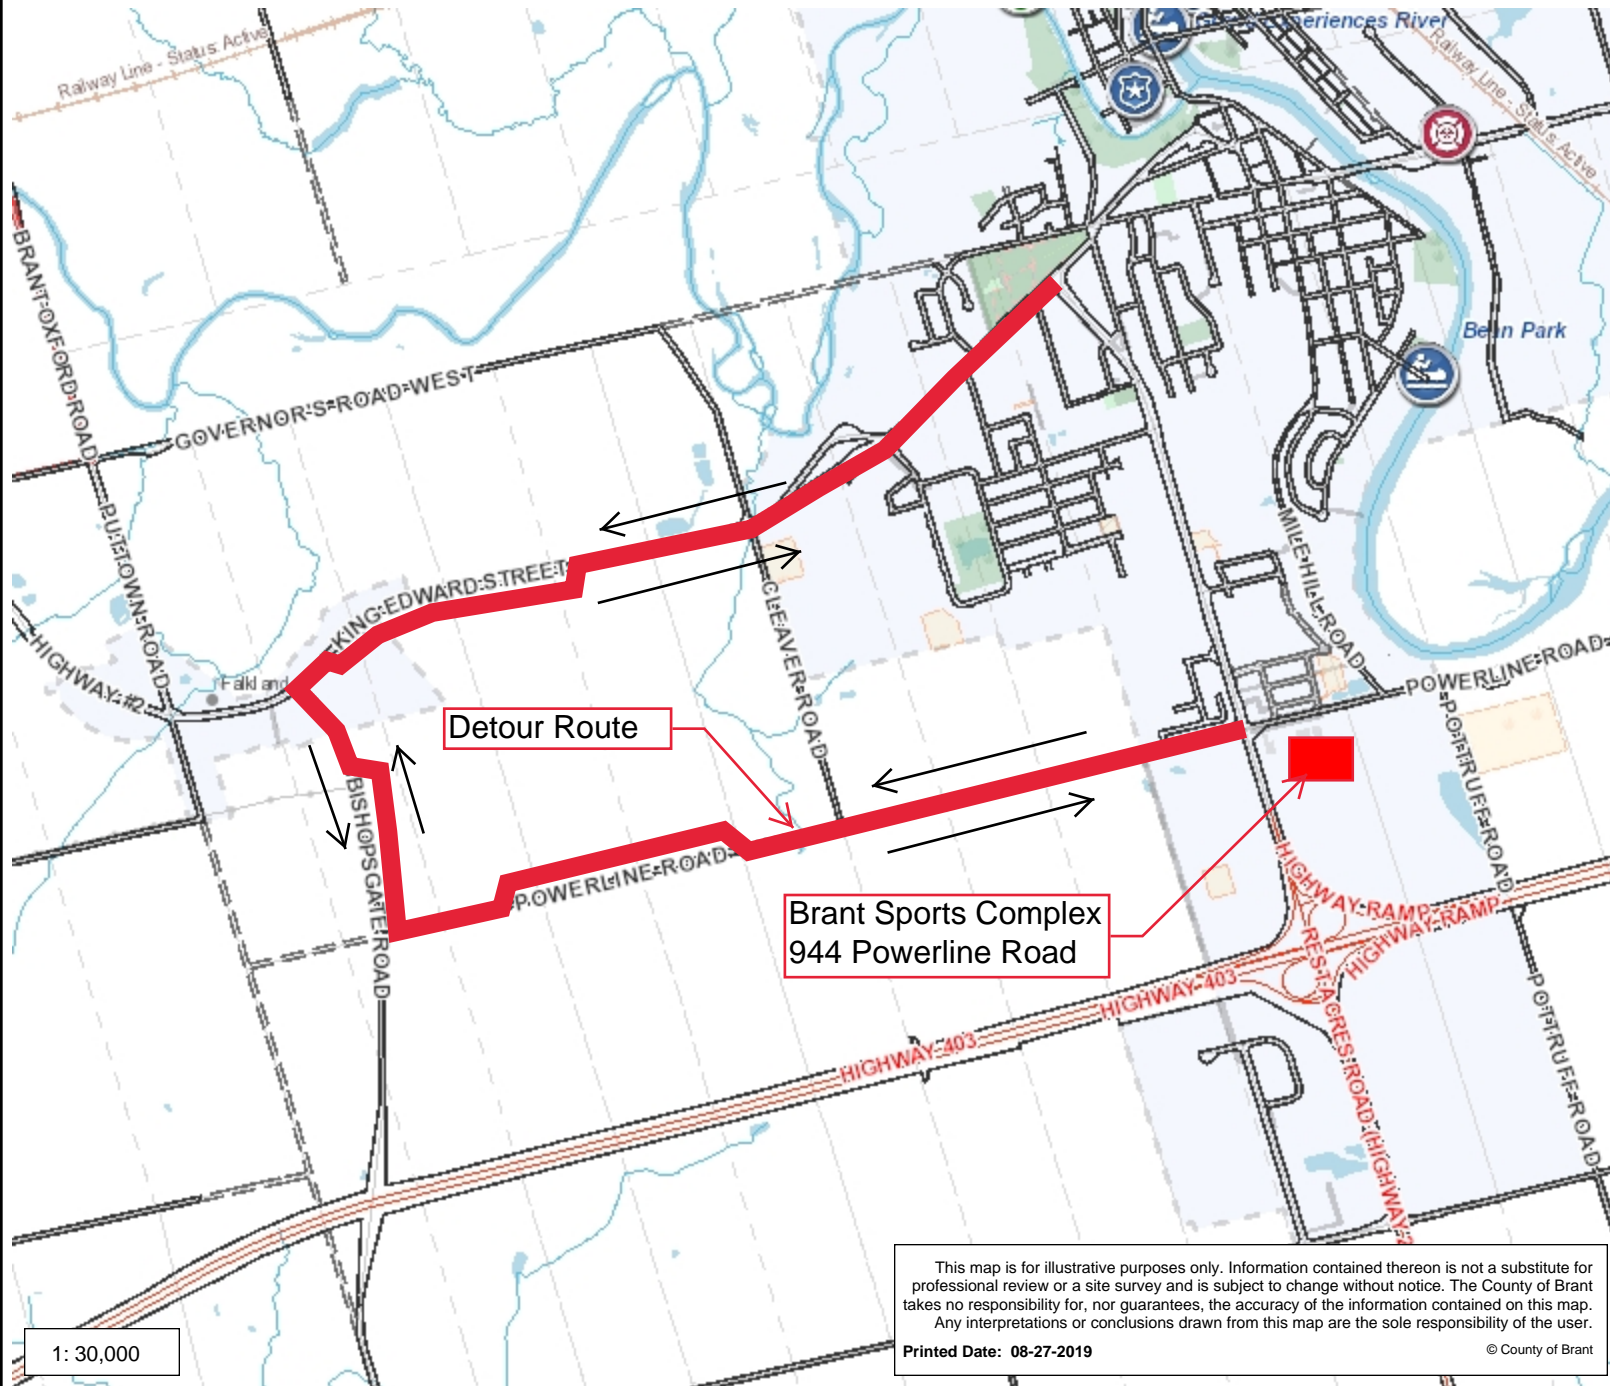 Railway Line - Status: Active
Experiences River
Railway Line - Status: Active
BRANT-OXFORD ROAD
Bean Park
GOVERNOR'S ROAD WEST
PUTTOWN ROAD
MILE HILL ROAD
KING EDWARD STREET
CLEAVER ROAD
HIGHWAY #2
Falkland
POWERLINE ROAD
POTTRUFF ROAD
Detour Route
BISHOPSGATE ROAD
POWERLINE ROAD
HIGHWAY RAMP
HIGHWAY RAMP
Brant Sports Complex
944 Powerline Road
HIGHWAY 403
HIGHWAY 403
REST ACRES ROAD (HIGHWAY 2
POTTRUFF ROAD
This map is for illustrative purposes only. Information contained thereon is not a substitute for
professional review or a site survey and is subject to change without notice. The County of Brant
takes no responsibility for, nor guarantees, the accuracy of the information contained on this map.
Any interpretations or conclusions drawn from this map are the sole responsibility of the user.
Printed Date: 08-27-2019
© County of Brant
1: 30,000